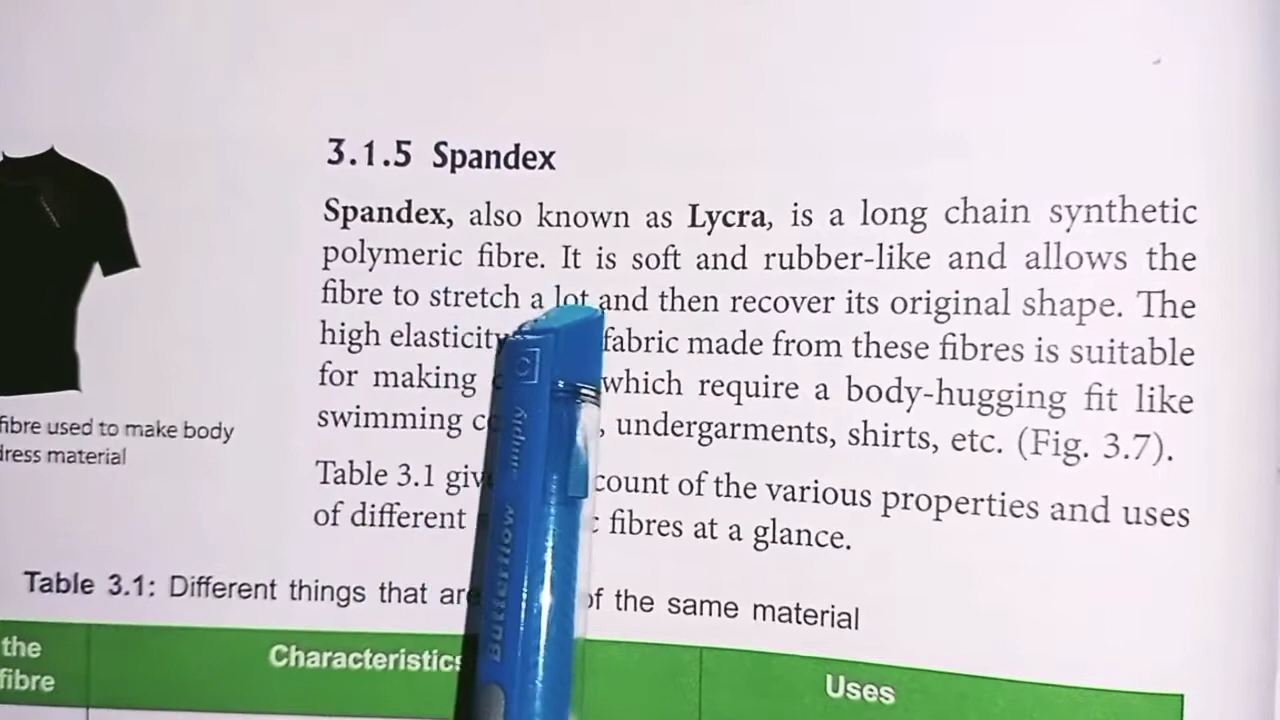 3.1.5 Spandex
Spandex, also known as Lycra, is a long chain synthetic
polymeric fibre. It is soft and rubber-like and allows the
fibre to stretch a lot and then recover its original shape. The
high elasticity fabric made from these fibres is suitable
for making which require a body-hugging fit like
swimming , undergarments, shirts, etc. (Fig. 3.7).
fibre used to make body
dress material
Table 3.1 count of the various properties and uses
of different fibres at a glance.
Table 3.1: Different things that are of the same material
the
fibre
Characteristics
Uses
Butterflow